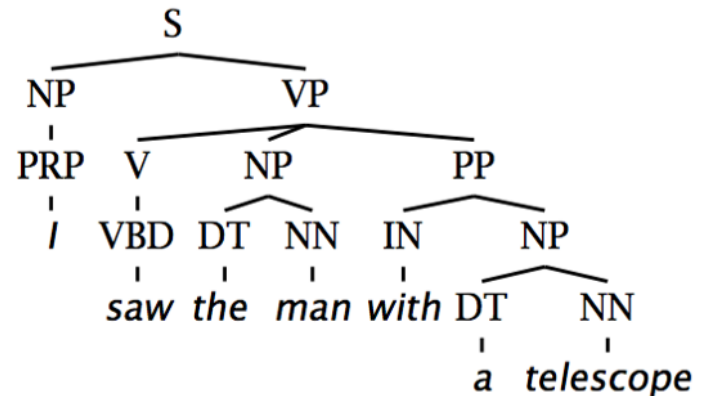 S
NP VP
PRP V NP PP
I VBD DT NN IN NP
saw the man with DT NN
a telescope